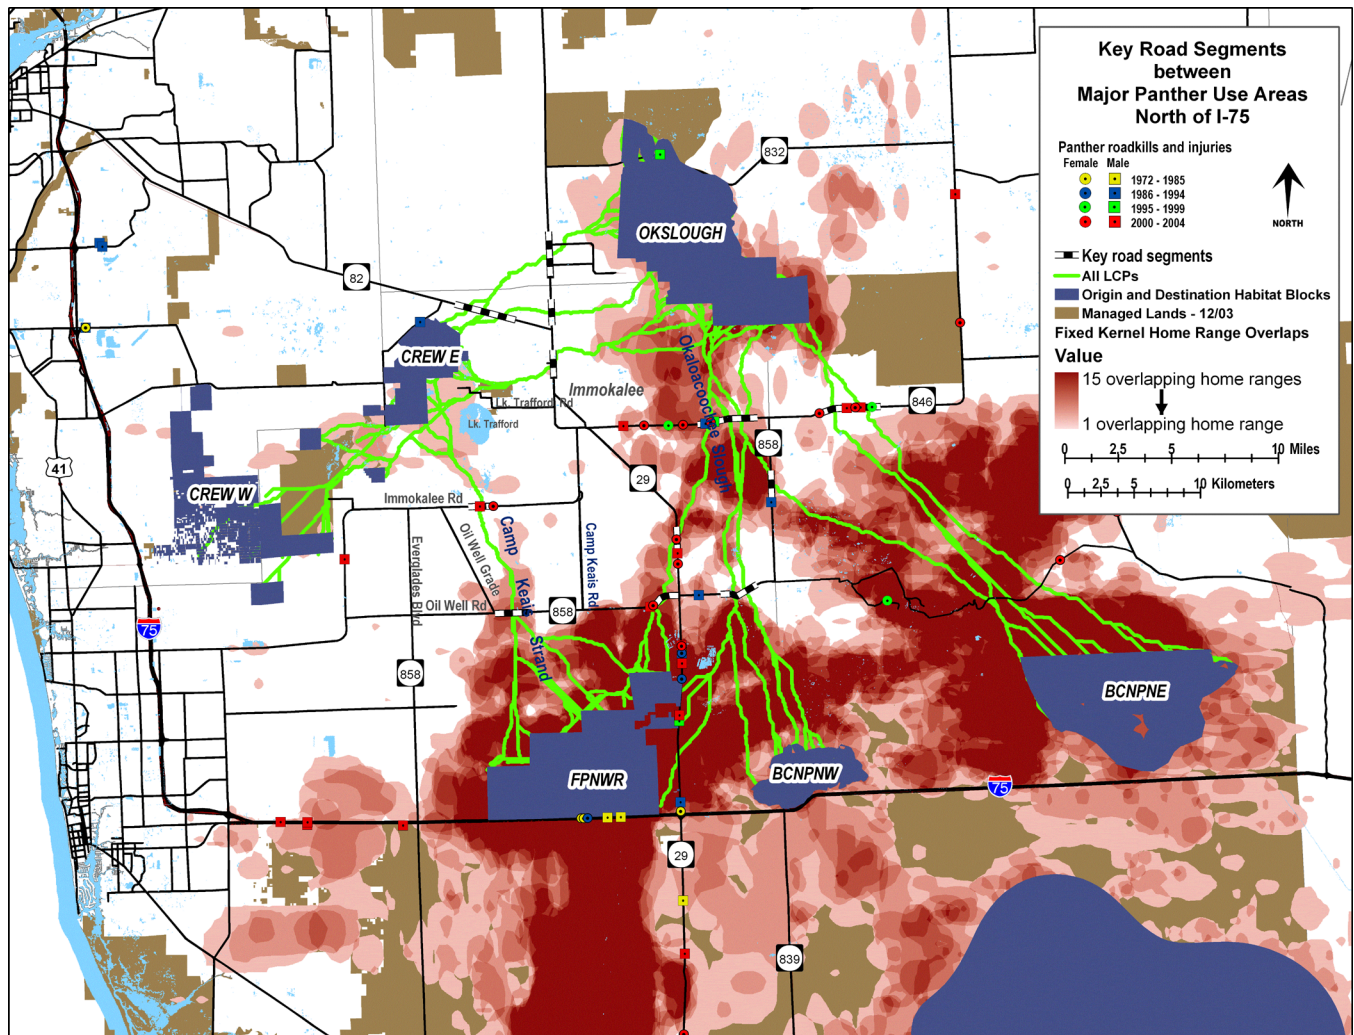 Key Road Segments
between
Major Panther Use Areas
North of I-75
Panther roadkills and injuries
Female Male
1972 - 1985
1986 - 1994
1995 - 1999
2000 - 2004
NORTH
Key road segments
All LCPs
Origin and Destination Habitat Blocks
Managed Lands - 12/03
Fixed Kernel Home Range Overlaps
Value
15 overlapping home ranges
1 overlapping home range
0 5 10 Miles
0 2.5 5 10 Kilometers
832
OKSLOUGH
82
CREW E
Okaloacoochee Slough
Immokalee
Lk. Trafford Rd
Lk. Trafford
846
858
41
29
CREW W
Immokalee Rd
Oil Well Grade
Camp Keais Strand
Camp Keais Rd
Everglades Blvd
Oil Well Rd
858
75
858
BCNPNE
FPNWR
BCNPNW
75
29
839